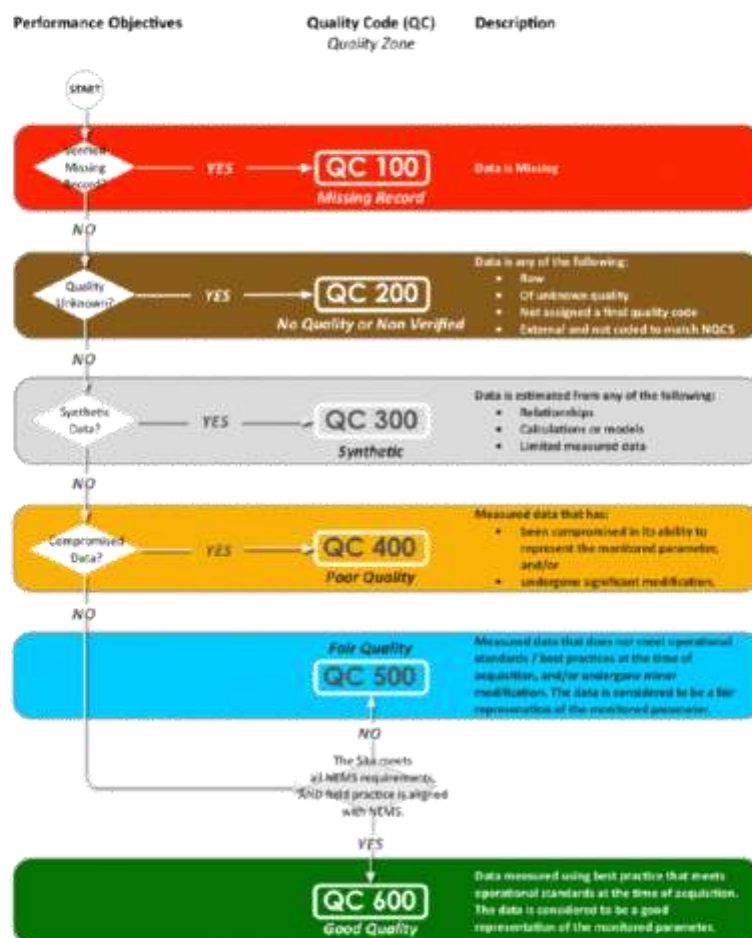 Performance Objectives
Quality Code (QC)
Quality Zone
Description
START
Verified
Missing
Record?
YES
QC 100
Missing Record
Data is Missing
NO
Quality
Unknown?
YES
QC 200
No Quality or Non Verified
Data is any of the following:
• Raw
• Of unknown quality
• Not assigned a final quality code
• External and not coded to match NQCS
NO
Synthetic
Data?
YES
QC 300
Synthetic
Data is estimated from any of the following:
• Relationships
• Calculations or models
• Limited measured data
NO
Compromised
Data?
YES
QC 400
Poor Quality
Measured data that has:
• been compromised in its ability to
represent the monitored parameter,
and/or
• undergone significant modification.
NO
Fair Quality
QC 500
Measured data that does not meet operational
standards / best practices at the time of
acquisition, and/or undergone minor
modification. The data is considered to be a fair
representation of the monitored parameter.
NO
The Site meets
all NEMS requirements,
AND field practice is aligned
with NEMS.
YES
QC 600
Good Quality
Data measured using best practice that meets
operational standards at the time of acquisition.
The data is considered to be a good
representation of the monitored parameter.